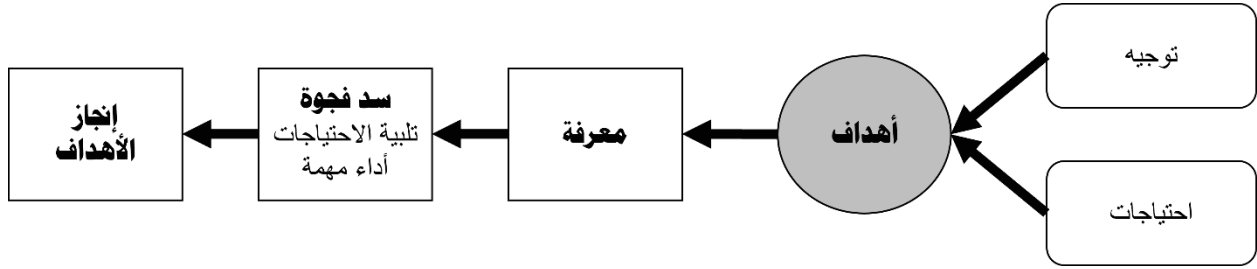 توجيه
احتياجات
أهداف
معرفة
سد فجوة
تلبية الاحتياجات
أداء مهمة
إنجاز
الأهداف